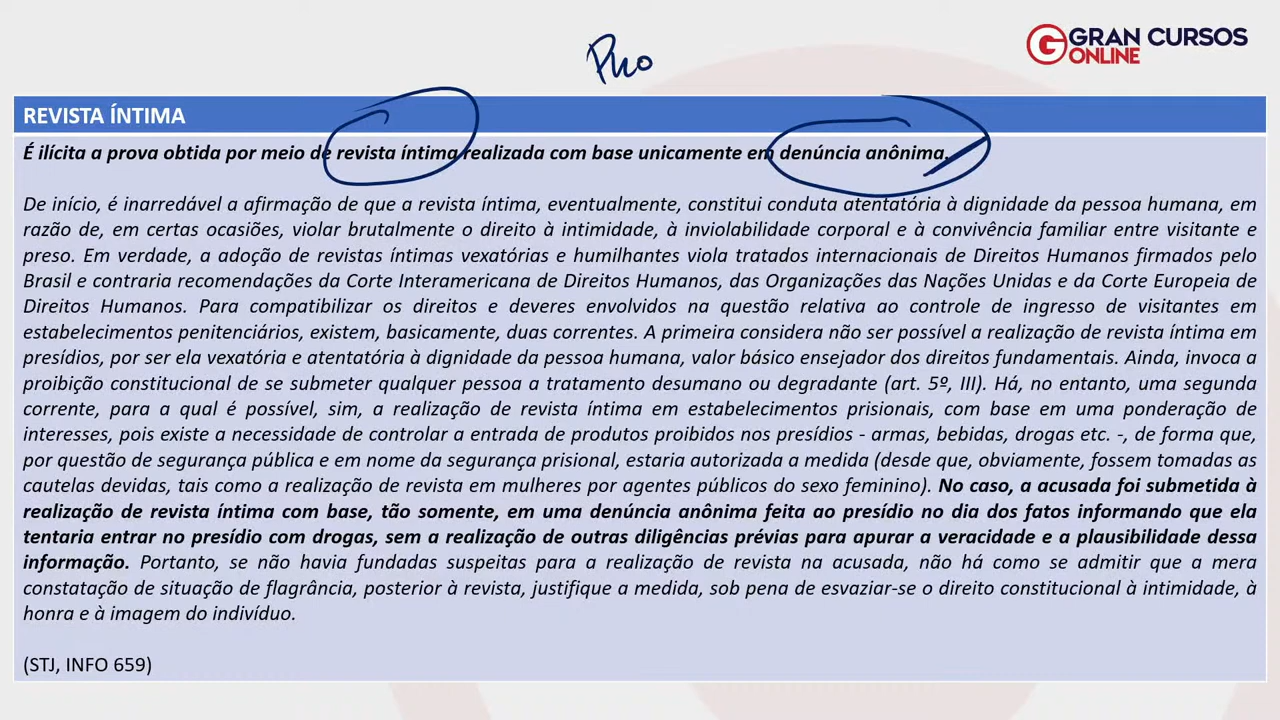 GRAN CURSOS
ONLINE
REVISTA ÍNTIMA
É ilícita a prova obtida por meio de revista íntima realizada com base unicamente em denúncia anônima.
De início, é inarredável a afirmação de que a revista íntima, eventualmente, constitui conduta atentatória à dignidade da pessoa humana, em
razão de, em certas ocasiões, violar brutalmente o direito à intimidade, à inviolabilidade corporal e à convivência familiar entre visitante e
preso. Em verdade, a adoção de revistas íntimas vexatórias e humilhantes viola tratados internacionais de Direitos Humanos firmados pelo
Brasil e contraria recomendações da Corte Interamericana de Direitos Humanos, das Organizações das Nações Unidas e da Corte Europeia de
Direitos Humanos. Para compatibilizar os direitos e deveres envolvidos na questão relativa ao controle de ingresso de visitantes em
estabelecimentos penitenciários, existem, basicamente, duas correntes. A primeira considera não ser possível a realização de revista íntima em
presídios, por ser ela vexatória e atentatória à dignidade da pessoa humana, valor básico ensejador dos direitos fundamentais. Ainda, invoca a
proibição constitucional de se submeter qualquer pessoa a tratamento desumano ou degradante (art. 5º, III). Há, no entanto, uma segunda
corrente, para a qual é possível, sim, a realização de revista íntima em estabelecimentos prisionais, com base em uma ponderação de
interesses, pois existe a necessidade de controlar a entrada de produtos proibidos nos presídios - armas, bebidas, drogas etc. -, de forma que,
por questão de segurança pública e em nome da segurança prisional, estaria autorizada a medida (desde que, obviamente, fossem tomadas as
cautelas devidas, tais como a realização de revista em mulheres por agentes públicos do sexo feminino). No caso, a acusada foi submetida à
realização de revista íntima com base, tão somente, em uma denúncia anônima feita ao presídio no dia dos fatos informando que ela
tentaria entrar no presídio com drogas, sem a realização de outras diligências prévias para apurar a veracidade e a plausibilidade dessa
informação. Portanto, se não havia fundadas suspeitas para a realização de revista na acusada, não há como se admitir que a mera
constatação de situação de flagrância, posterior à revista, justifique a medida, sob pena de esvaziar-se o direito constitucional à intimidade, à
honra e à imagem do indivíduo.
(STJ, INFO 659)